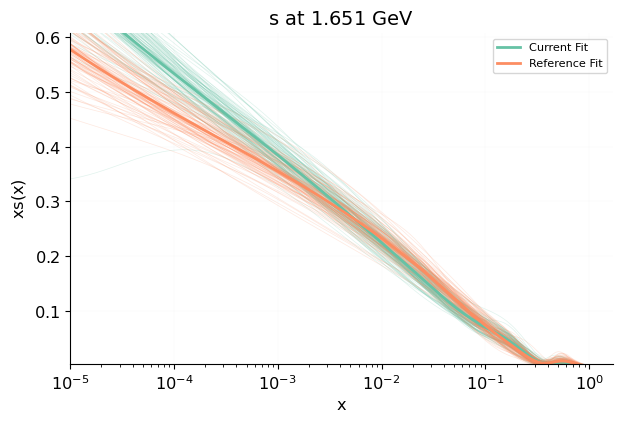 s at 1.651 GeV
Current Fit
Reference Fit
0.6
0.5
0.4
0.3
0.2
0.1
xs(x)
10⁻⁵ 10⁻⁴ 10⁻³ 10⁻² 10⁻¹ 10⁰
x